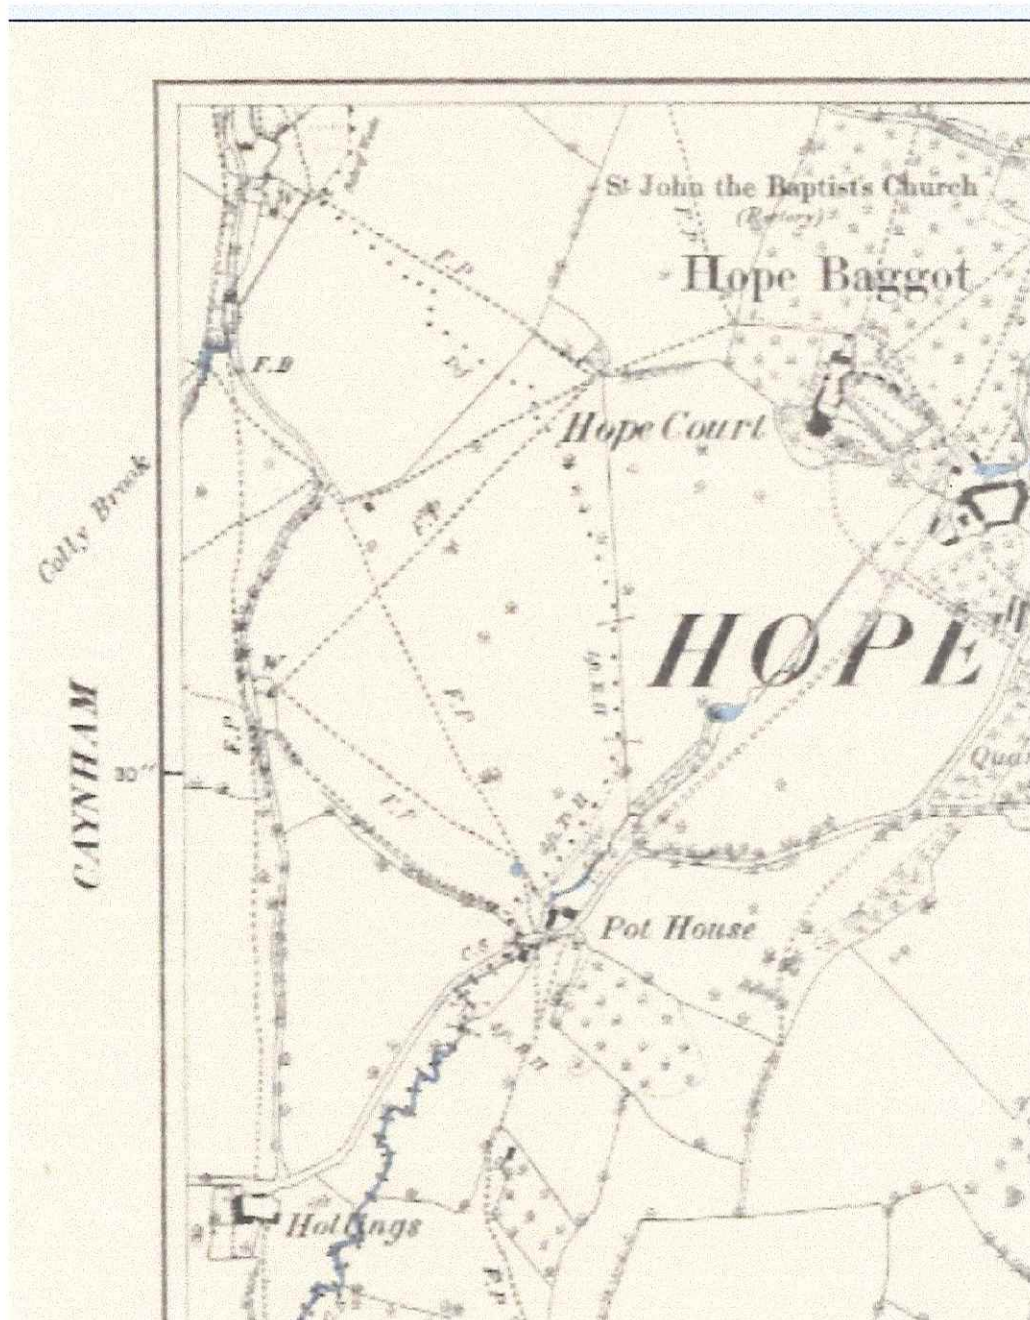 St John the Baptist's Church
(Rectory)
Hope Baggot
F.P.
F.B.
Hope Court
Colly Brook
F.P.
HOPE
W
F.P.
F.P.
CAYNHAM
30"
F.P.
Pot House
C.S.
Hollings
F.P.